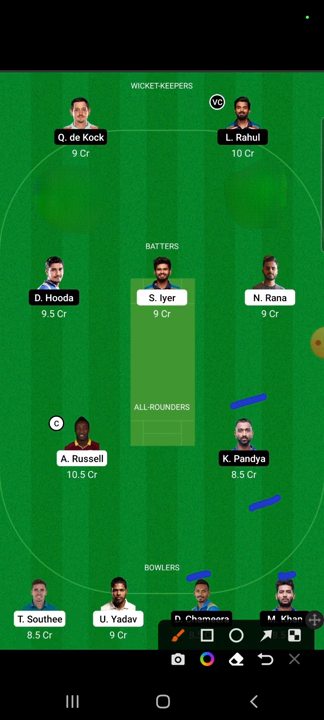 WICKET-KEEPERS
VC
Q. de Kock
L. Rahul
9 Cr
10 Cr
BATTERS
D. Hooda
S. Iyer
N. Rana
9.5 Cr
9 Cr
9 Cr
ALL-ROUNDERS
C
A. Russell
K. Pandya
10.5 Cr
8.5 Cr
BOWLERS
T. Southee
U. Yadav
D. Chameera
M. Khan
8.5 Cr
9 Cr